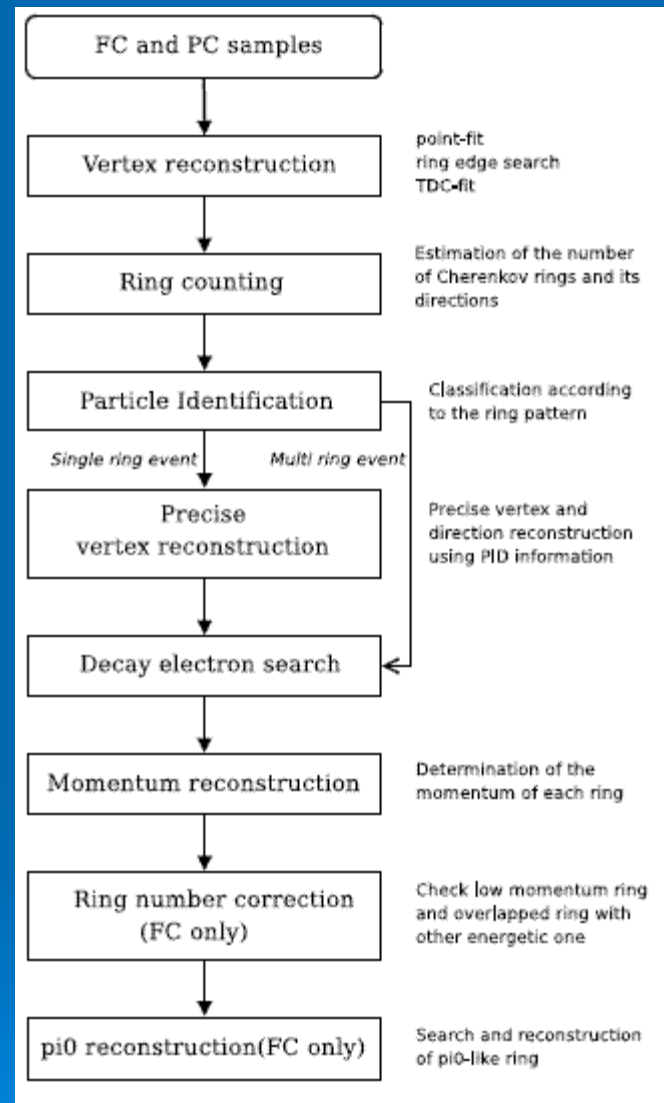 FC and PC samples
Vertex reconstruction
point-fit
ring edge search
TDC-fit
Ring counting
Estimation of the number
of Cherenkov rings and its
directions
Particle Identification
Classification according
to the ring pattern
Single ring event
Multi ring event
Precise
vertex reconstruction
Precise vertex and
direction reconstruction
using PID information
Decay electron search
Momentum reconstruction
Determination of the
momentum of each ring
Ring number correction
(FC only)
Check low momentum ring
and overlapped ring with
other energetic one
pi0 reconstruction(FC only)
Search and reconstruction
of pi0-like ring